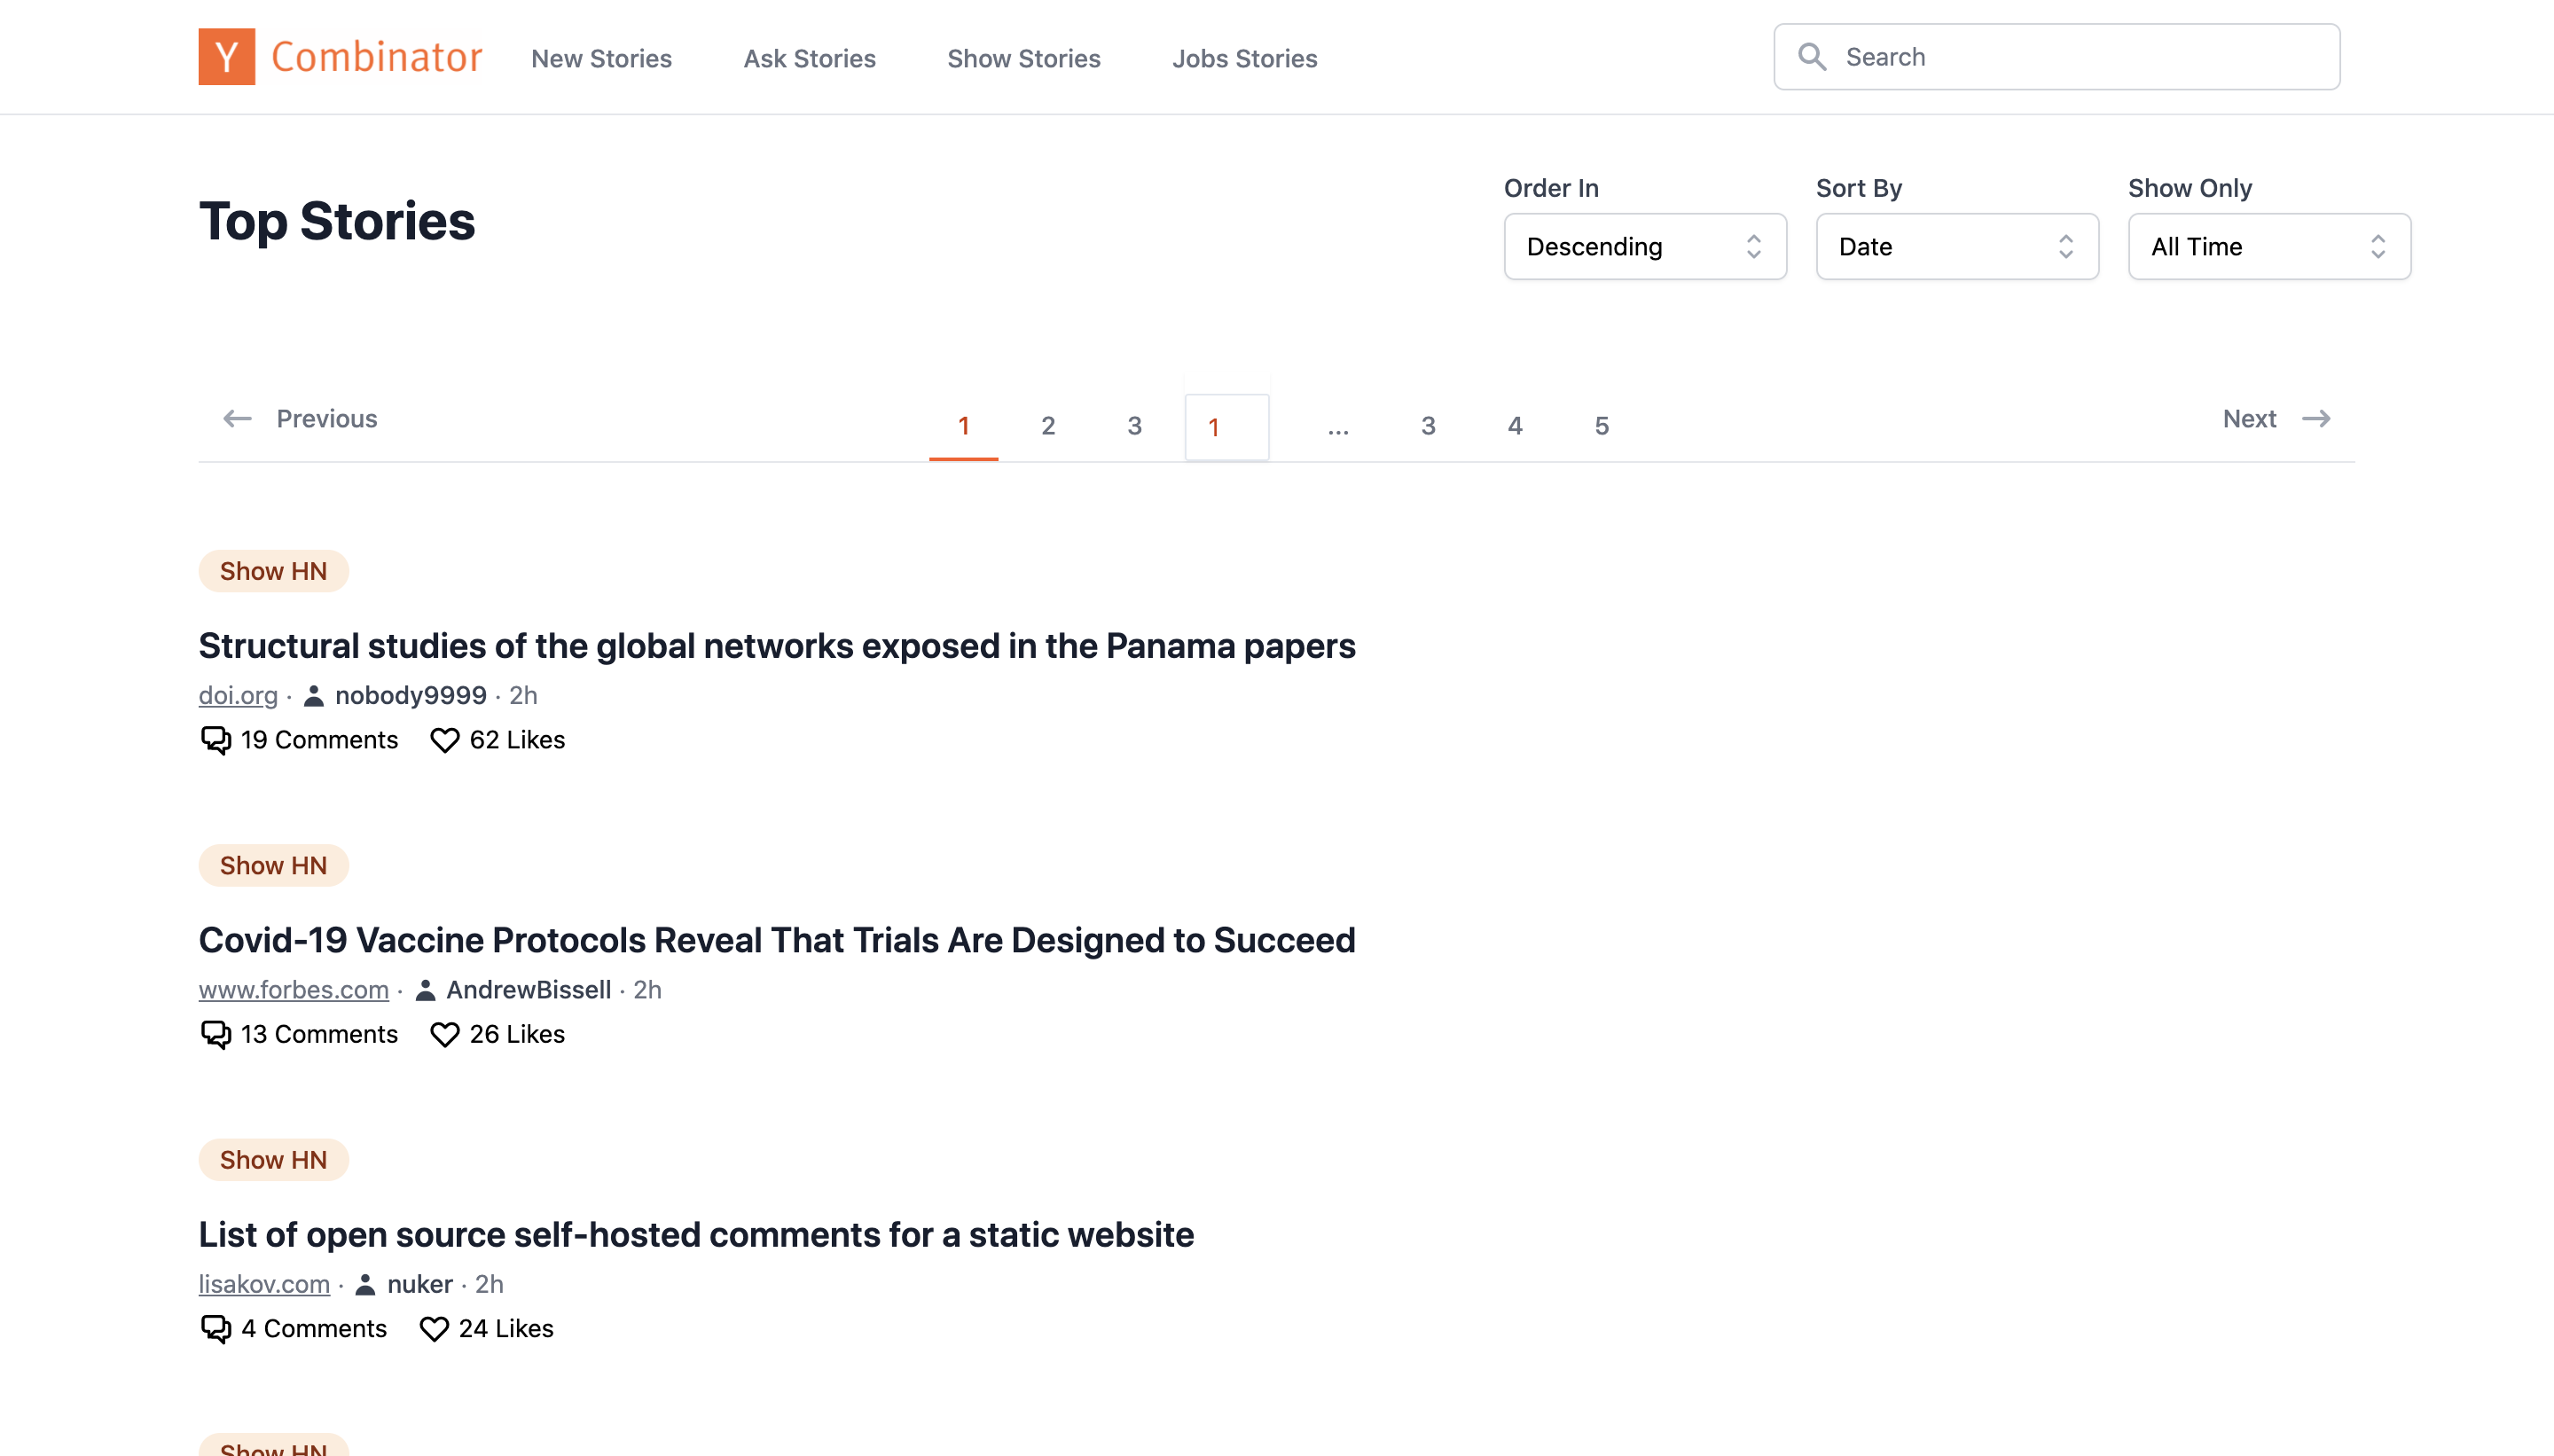 Y Combinator New Stories Ask Stories Show Stories Jobs Stories Search
Order In Sort By Show Only
Top Stories
Descending Date All Time
Previous 1 2 3 1 ... 3 4 5 Next
Show HN
Structural studies of the global networks exposed in the Panama papers
doi.org · nobody9999 · 2h
19 Comments 62 Likes
Show HN
Covid-19 Vaccine Protocols Reveal That Trials Are Designed to Succeed
www.forbes.com · AndrewBissell · 2h
13 Comments 26 Likes
Show HN
List of open source self-hosted comments for a static website
lisakov.com · nuker · 2h
4 Comments 24 Likes
Show HN